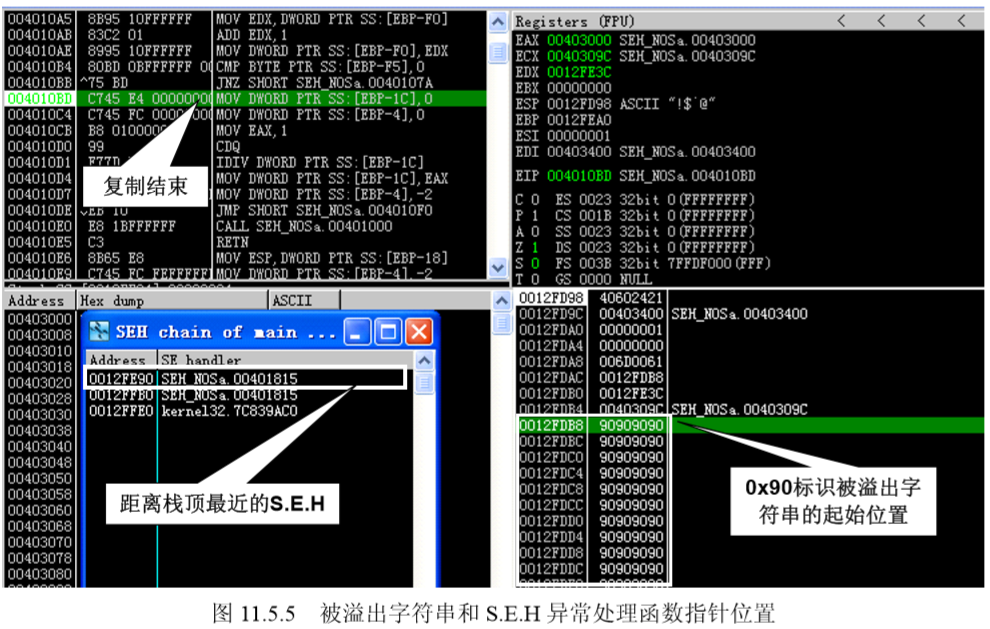 004010A5 8B95 10FFFFFF MOV EDX,DWORD PTR SS:[EBP-F0]
004010AB 83C2 01 ADD EDX,1
004010AE 8995 10FFFFFF MOV DWORD PTR SS:[EBP-F0],EDX
004010B4 80BD 0BFFFFFF 00 CMP BYTE PTR SS:[EBP-F5],0
004010BB ^75 BD JNZ SHORT SEH_NOSa.0040107A
004010BD C745 E4 00000000 MOV DWORD PTR SS:[EBP-1C],0
004010C4 C745 FC 0000 000 MOV DWORD PTR SS:[EBP-4],0
004010CB B8 0100000 MOV EAX,1
004010D0 99 CDQ
004010D1 F77D IDIV DWORD PTR SS:[EBP-1C]
004010D4 MOV DWORD PTR SS:[EBP-1C],EAX
004010D7 MOV DWORD PTR SS:[EBP-4],-2
004010DE EB 10 JMP SHORT SEH_NOSa.004010F0
004010E0 E8 1BFFFFFF CALL SEH_NOSa.00401000
004010E5 C3 RETN
004010E6 8B65 E8 MOV ESP,DWORD PTR SS:[EBP-18]
004010E9 C745 FC FEFFFFFF MOV DWORD PTR SS:[EBP-4],-2
复制结束
Registers (FPU) < < < <
EAX 00403000 SEH_NOSa.00403000
ECX 0040309C SEH_NOSa.0040309C
EDX 0012FE3C
EBX 00000000
ESP 0012FD98 ASCII "!$`@"
EBP 0012FEA0
ESI 00000001
EDI 00403400 SEH_NOSa.00403400
EIP 004010BD SEH_NOSa.004010BD
C 0 ES 0023 32bit 0(FFFFFFFF)
P 1 CS 001B 32bit 0(FFFFFFFF)
A 0 SS 0023 32bit 0(FFFFFFFF)
Z 1 DS 0023 32bit 0(FFFFFFFF)
S 0 FS 003B 32bit 7FFDF000(FFF)
T 0 GS 0000 NULL
Address Hex dump ASCII
00403000
00403008
00403010
00403018
00403020
00403028
00403030
00403038
00403040
00403048
00403050
00403058
00403060
00403068
00403070
00403078
00403080
SEH chain of main ...
Address SE handler
0012FE90 SEH_NOSa.00401815
0012FFB0 SEH_NOSa.00401815
0012FFE0 kernel32.7C839AC0
距离栈顶最近的S.E.H
0012FD98 40602421
0012FD9C 00403400 SEH_NOSa.00403400
0012FDA0 00000001
0012FDA4 00000000
0012FDA8 006D0061
0012FDAC 0012FDB8
0012FDB0 0012FE3C
0012FDB4 0040309C SEH_NOSa.0040309C
0012FDB8 90909090
0012FDBC 90909090
0012FDC0 90909090
0012FDC4 90909090
0012FDC8 90909090
0012FDCC 90909090
0012FDD0 90909090
0012FDD4 90909090
0012FDD8 90909090
0012FDDC 90909090
0x90标识被溢出字
符串的起始位置
图 11.5.5 被溢出字符串和 S.E.H 异常处理函数指针位置